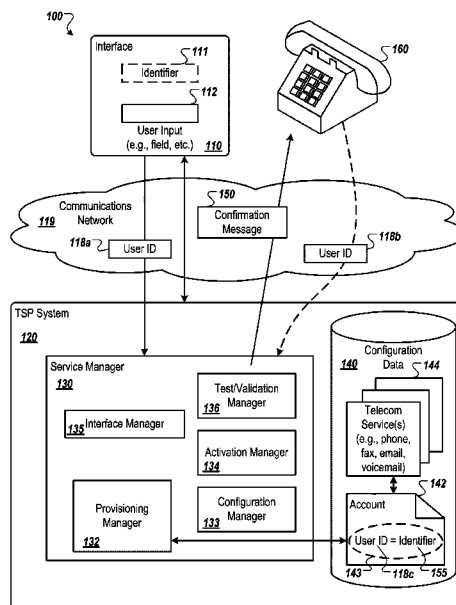 100
Interface
111
Identifier
112
User Input
(e.g., field, etc.) 110
160
119
Communications
Network
150
Confirmation
Message
118a
User ID
User ID
118b
TSP System
120
Service Manager
130
Test/Validation
Manager
136
135 Interface Manager
Activation Manager
134
Configuration
Manager
133
Provisioning
Manager
132
Configuration
Data
140
144
Telecom
Service(s)
(e.g., phone,
fax, email,
voicemail)
142
Account
User ID = Identifier
143
118c
155